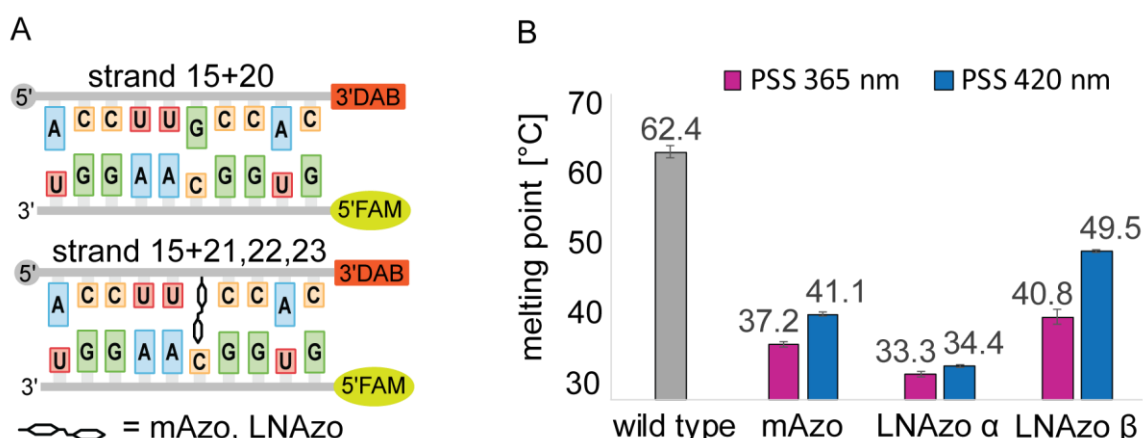 A
strand 15+20
5' 3'DAB
A C C U U G C C A C
U G G A A C G G U G
3' 5'FAM
strand 15+21,22,23
5' 3'DAB
A C C U U C C A C
U G G A A C G G U G
3' 5'FAM
= mAzo, LNAzo
B
PSS 365 nm PSS 420 nm
melting point [°C]
70
60
50
40
30
62.4
37.2 41.1
33.3 34.4
40.8 49.5
wild type mAzo LNAzo α LNAzo β